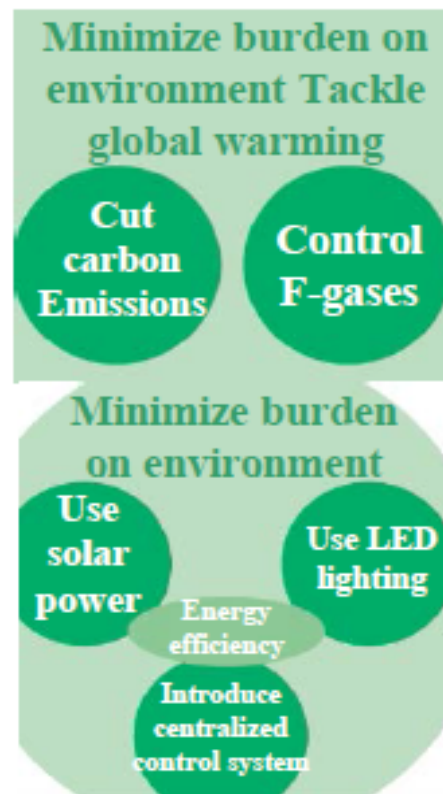 Minimize burden on
environment Tackle
global warming
Cut
carbon
Emissions
Control
F-gases
Minimize burden
on environment
Use
solar
power
Use LED
lighting
Energy
efficiency
Introduce
centralized
control system